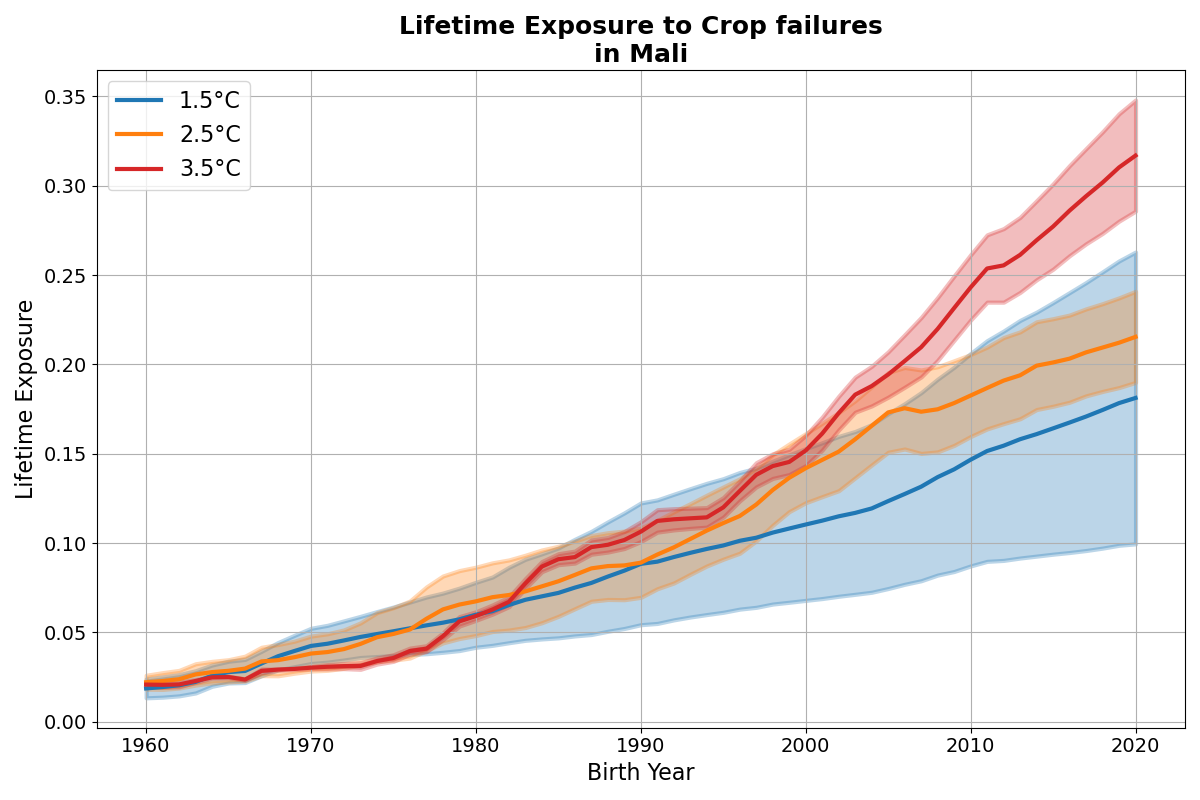 Lifetime Exposure to Crop failures
in Mali
1.5°C
2.5°C
3.5°C
Lifetime Exposure
0.35
0.30
0.25
0.20
0.15
0.10
0.05
0.00
1960 1970 1980 1990 2000 2010 2020
Birth Year